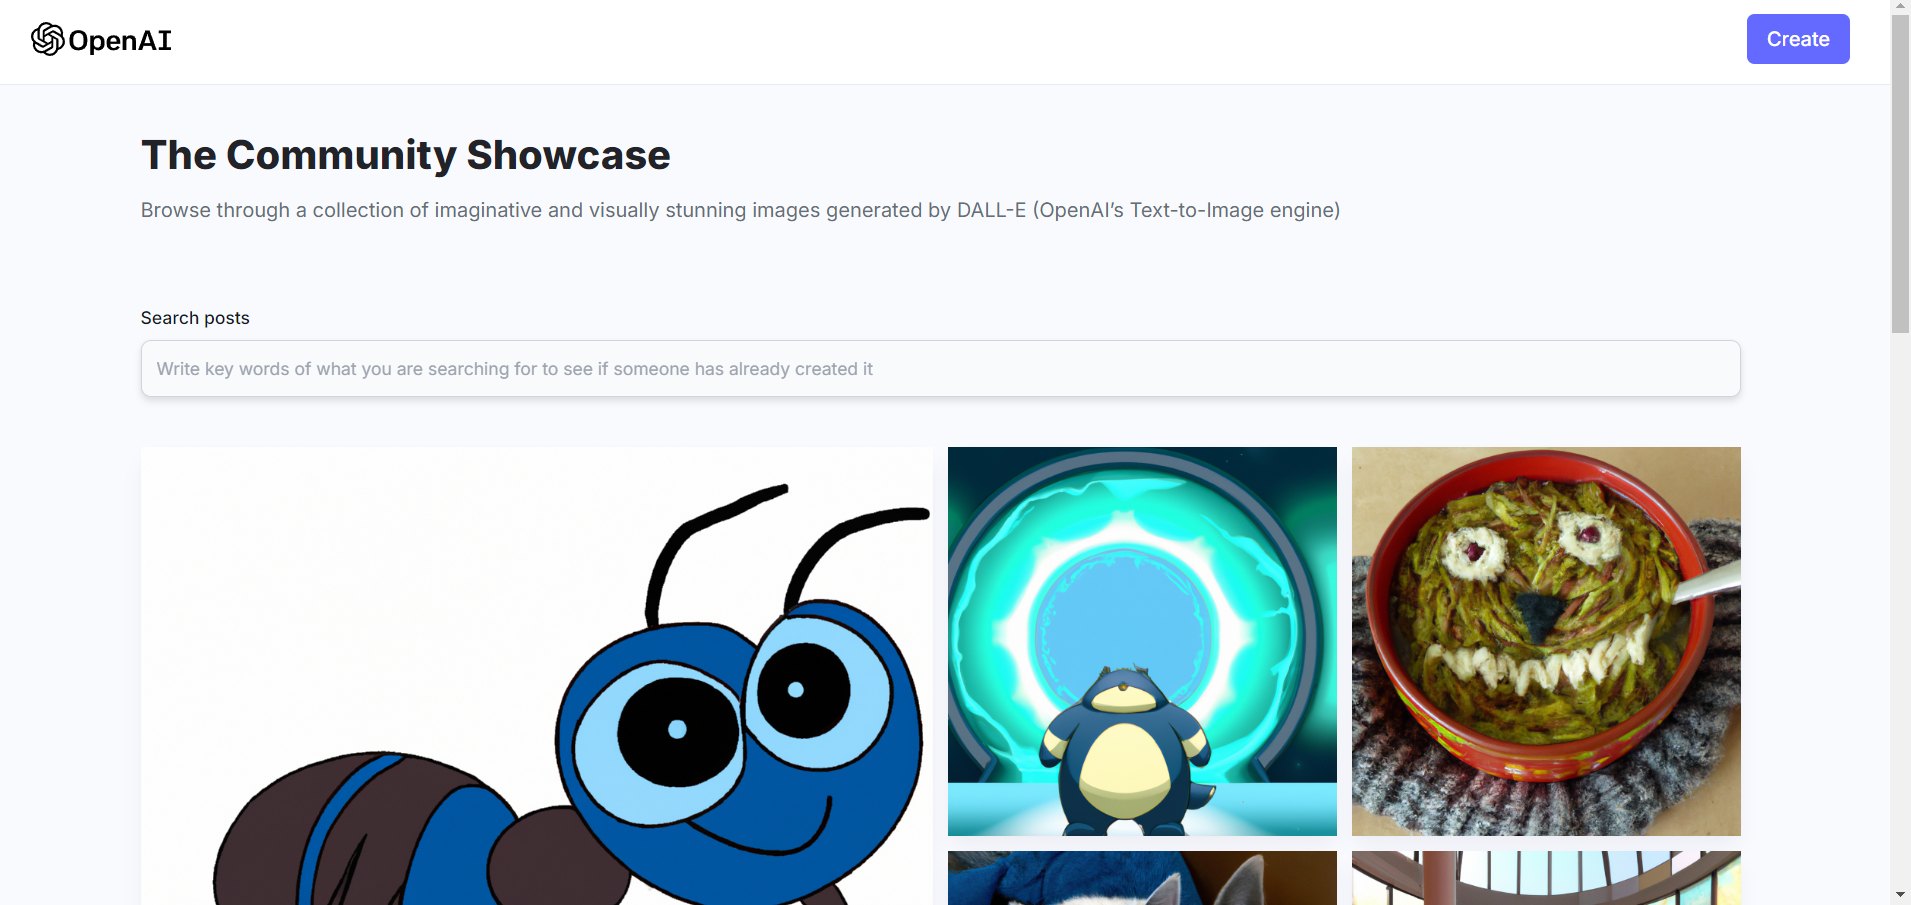 OpenAI
Create
The Community Showcase
Browse through a collection of imaginative and visually stunning images generated by DALL-E (OpenAI’s Text-to-Image engine)
Search posts
Write key words of what you are searching for to see if someone has already created it